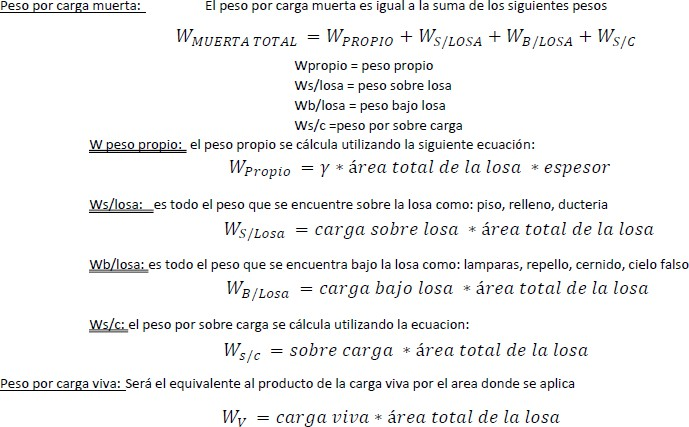 Peso por carga muerta: El peso por carga muerta es igual a la suma de los siguientes pesos
W_{MUERTA TOTAL} = W_{PROPIO} + W_{S/LOSA} + W_{B/LOSA} + W_{S/C}
Wpropio = peso propio
Ws/losa = peso sobre losa
Wb/losa = peso bajo losa
Ws/c =peso por sobre carga
W peso propio: el peso propio se cálcula utilizando la siguiente ecuación:
W_{Propio} = γ * área total de la losa * espesor
Ws/losa: es todo el peso que se encuentre sobre la losa como: piso, relleno, ducteria
W_{S/Losa} = carga sobre losa * área total de la losa
Wb/losa: es todo el peso que se encuentra bajo la losa como: lamparas, repello, cernido, cielo falso
W_{B/Losa} = carga bajo losa * área total de la losa
Ws/c: el peso por sobre carga se cálcula utilizando la ecuacion:
W_{s/c} = sobre carga * área total de la losa
Peso por carga viva: Será el equivalente al producto de la carga viva por el area donde se aplica
W_V = carga viva * área total de la losa